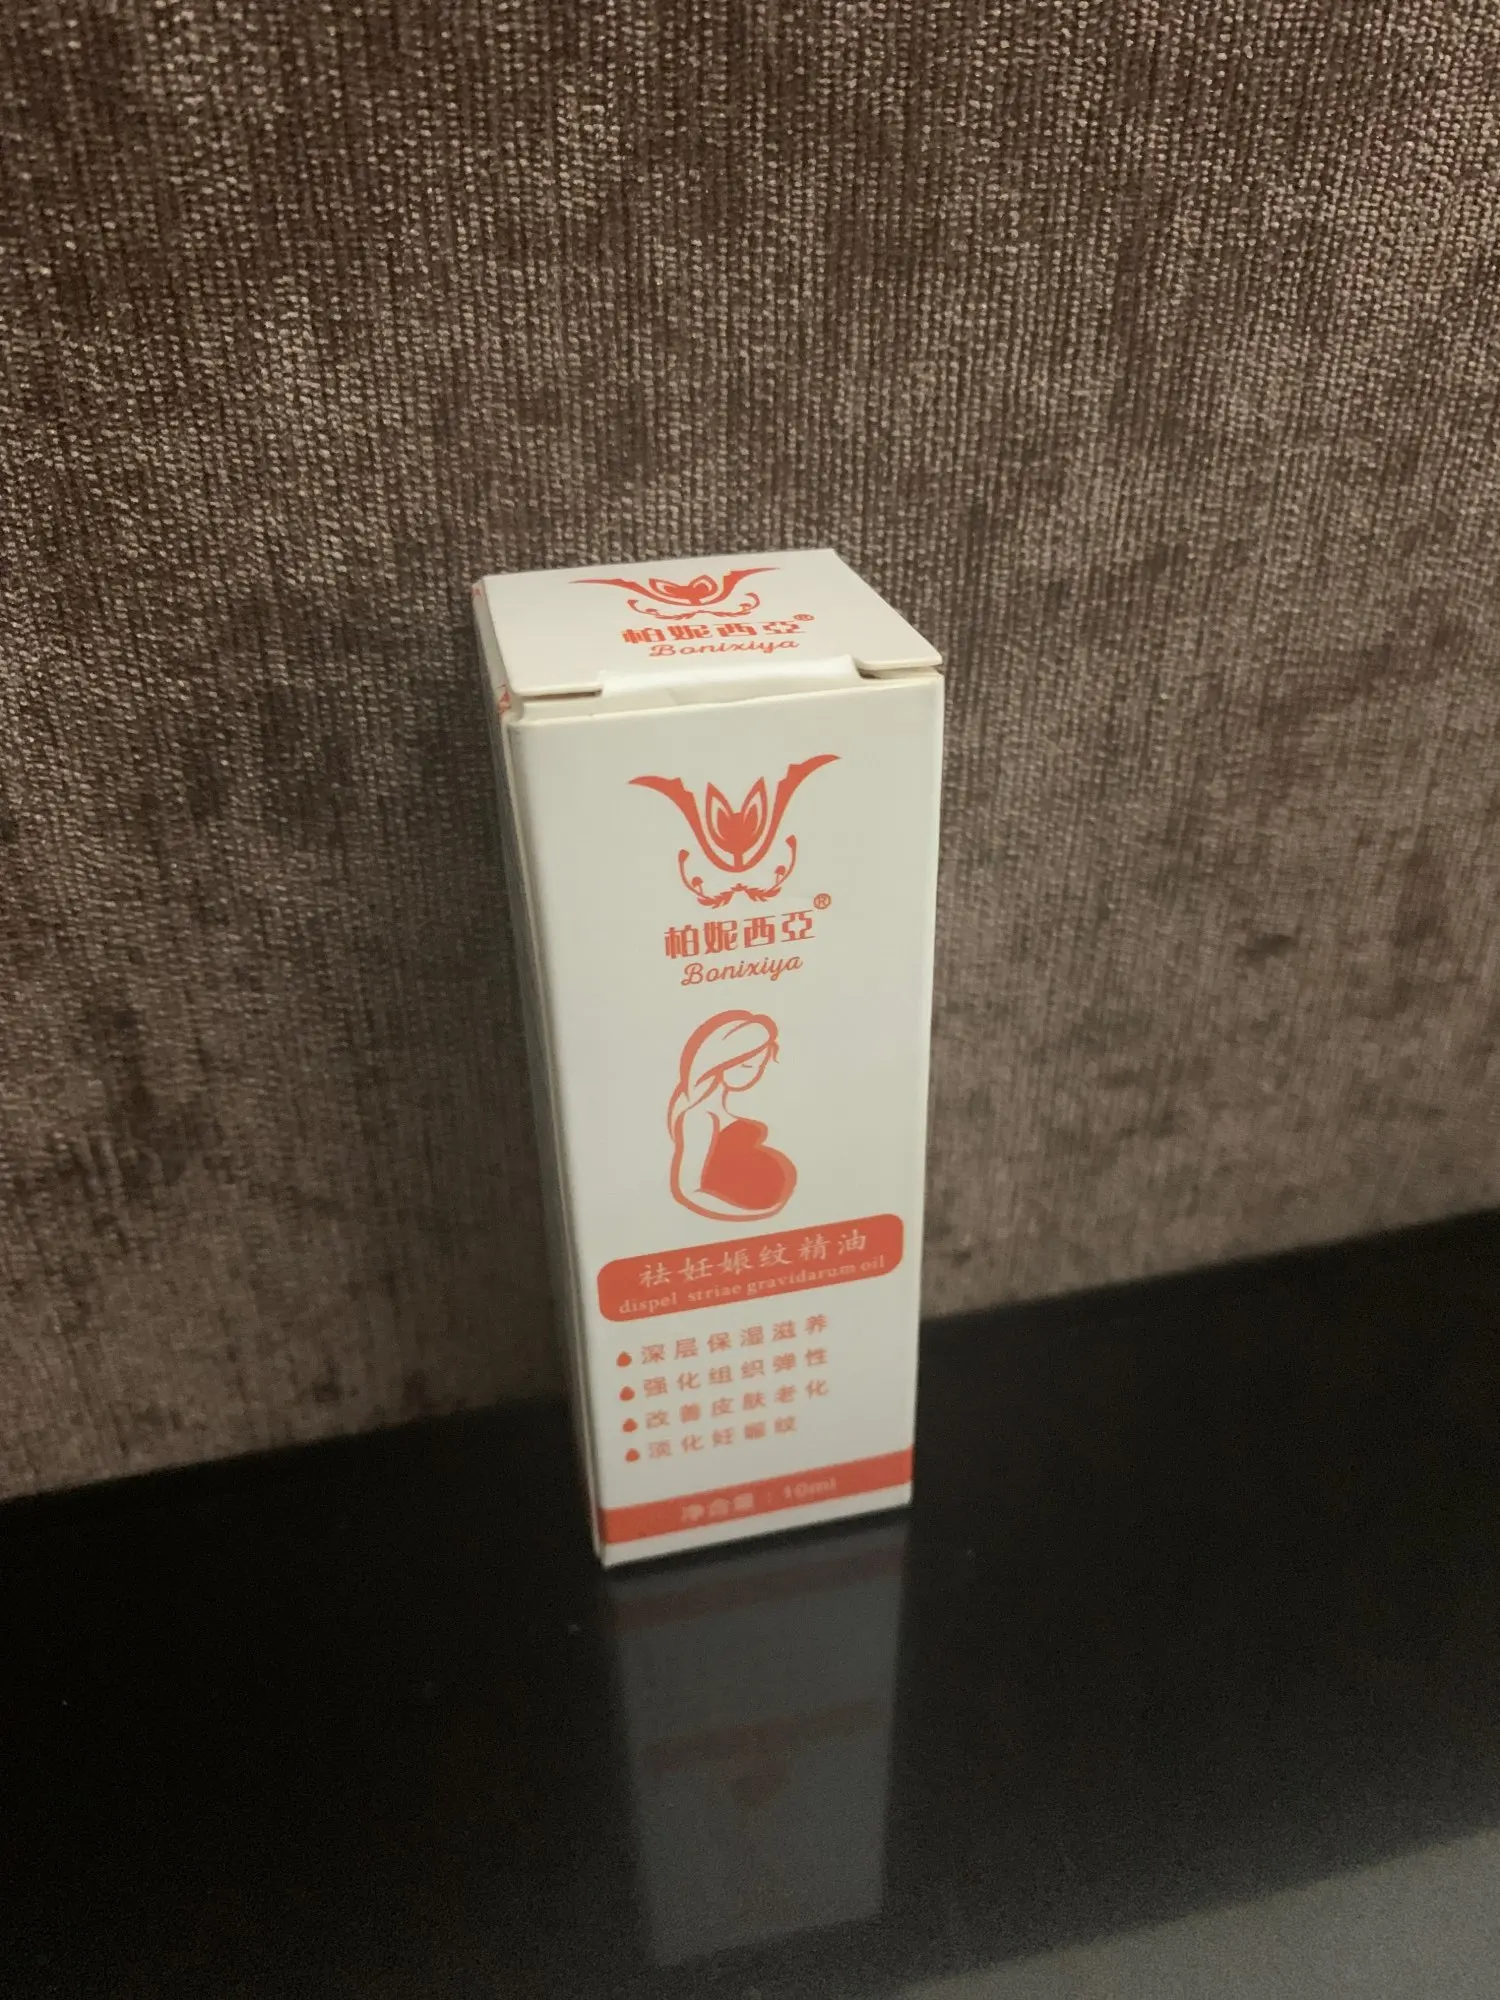 帕妮西亞®
Bonixiya
帕妮西亞®
Bonixiya
祛妊娠纹精油
dispel striae gravidarum oil
深层保湿滋养
强化组织弹性
改善皮肤老化
淡化妊娠纹
净含量：10ml